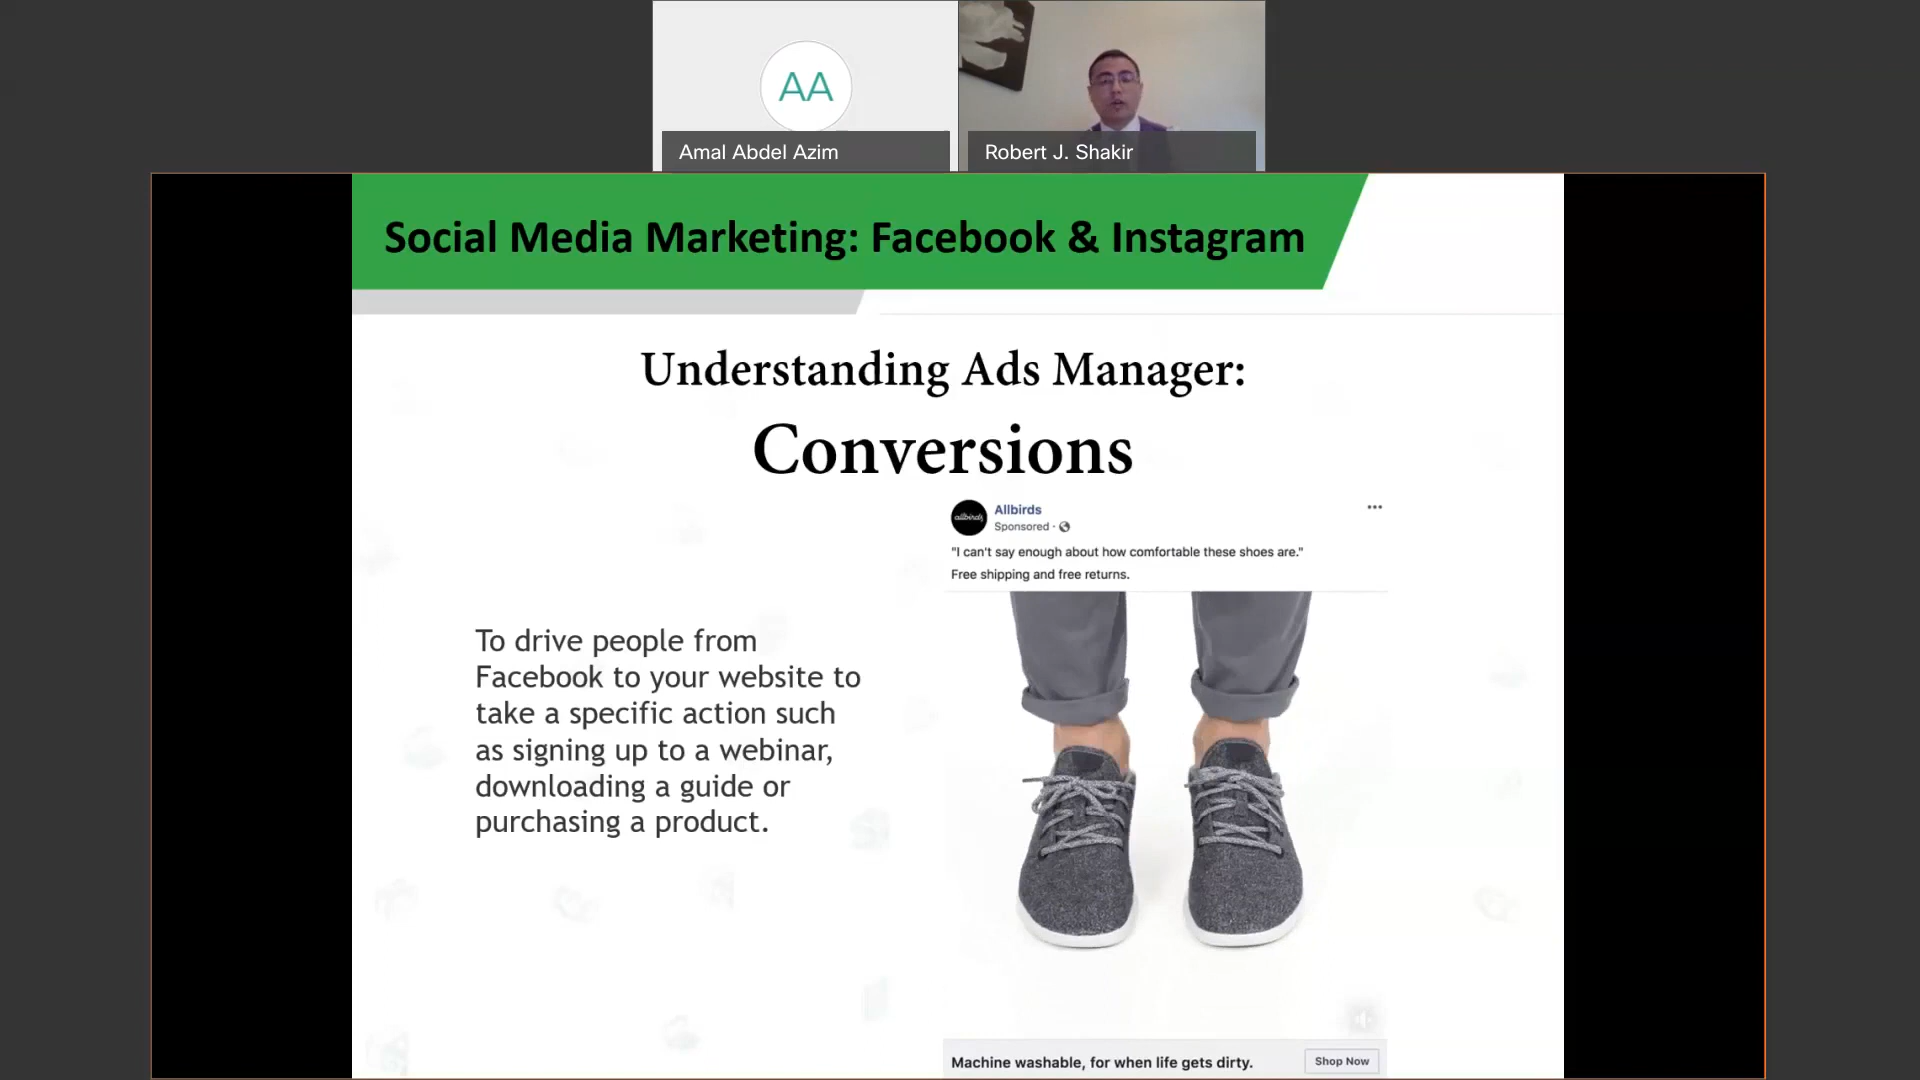 AA
Amal Abdel Azim
Robert J. Shakir
Social Media Marketing: Facebook & Instagram
Understanding Ads Manager:
Conversions
allbirds
Allbirds
Sponsored ·
"I can't say enough about how comfortable these shoes are."
Free shipping and free returns.
To drive people from
Facebook to your website to
take a specific action such
as signing up to a webinar,
downloading a guide or
purchasing a product.
Machine washable, for when life gets dirty.
Shop Now